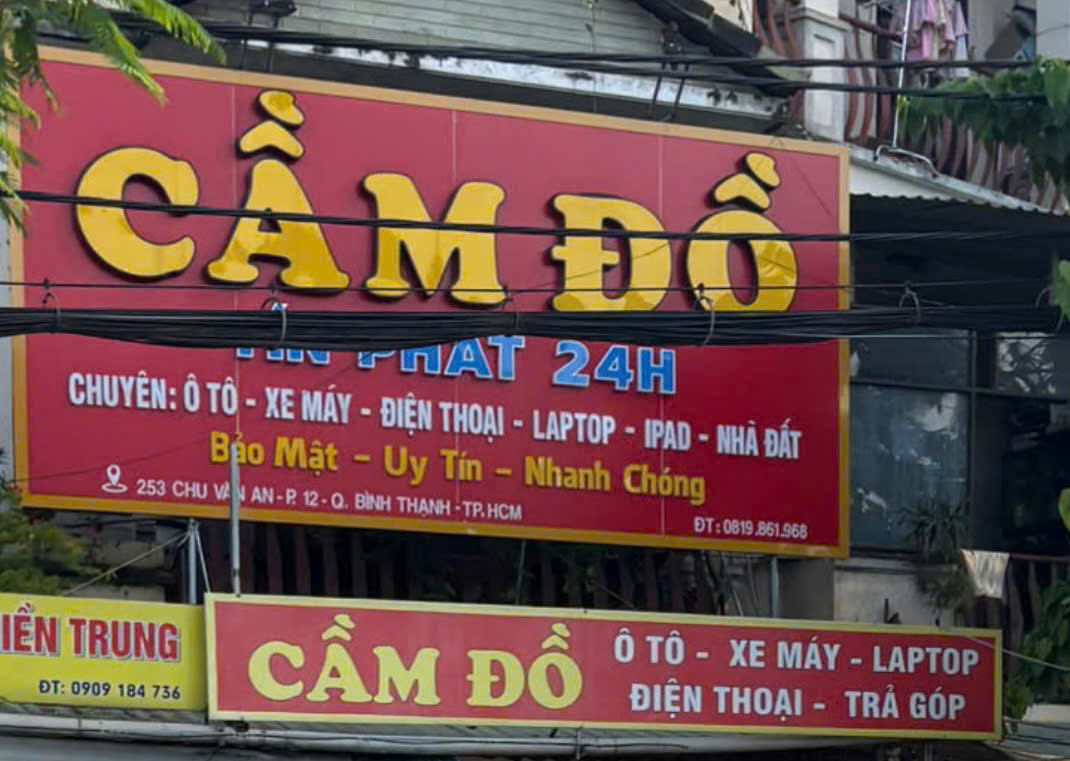 CẦM ĐỒ
PHÁT 24H
CHUYÊN: Ô TÔ - XE MÁY - ĐIỆN THOẠI - LAPTOP - IPAD - NHÀ ĐẤT
Bảo Mật - Uy Tín - Nhanh Chóng
253 CHU VĂN AN - P. 12 - Q. BÌNH THẠNH - TP.HCM
ĐT: 0819.861.968
IỀN TRUNG
ĐT: 0909 184 736
CẦM ĐỒ
Ô TÔ - XE MÁY - LAPTOP
ĐIỆN THOẠI - TRẢ GÓP